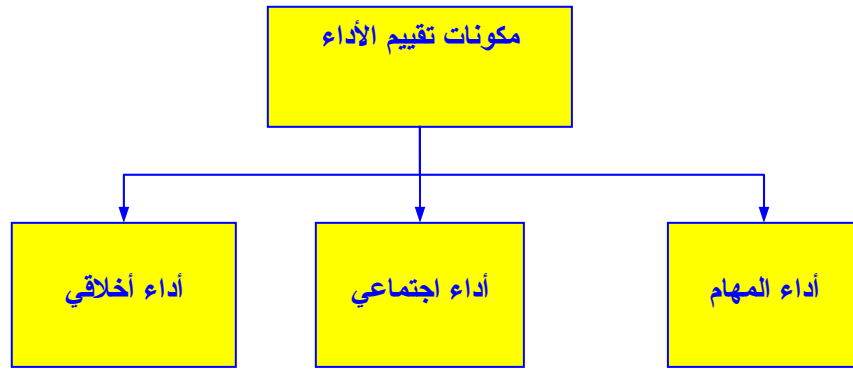 مكونات تقييم الأداء
أداء المهام
أداء اجتماعي
أداء أخلاقي